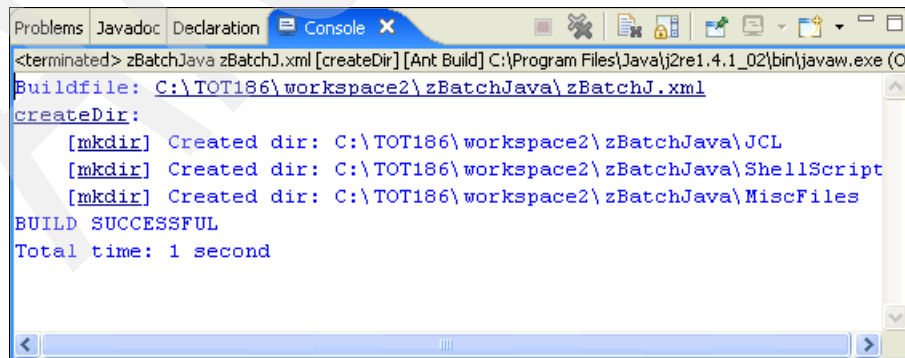 Problems Javadoc Declaration Console
<terminated> zBatchJava zBatchJ.xml [createDir] [Ant Build] C:\Program Files\Java\j2re1.4.1_02\bin\javaw.exe (O
Buildfile: C:\TOT186\workspace2\zBatchJava\zBatchJ.xml
createDir:
[mkdir] Created dir: C:\TOT186\workspace2\zBatchJava\JCL
[mkdir] Created dir: C:\TOT186\workspace2\zBatchJava\ShellScript
[mkdir] Created dir: C:\TOT186\workspace2\zBatchJava\MiscFiles
BUILD SUCCESSFUL
Total time: 1 second